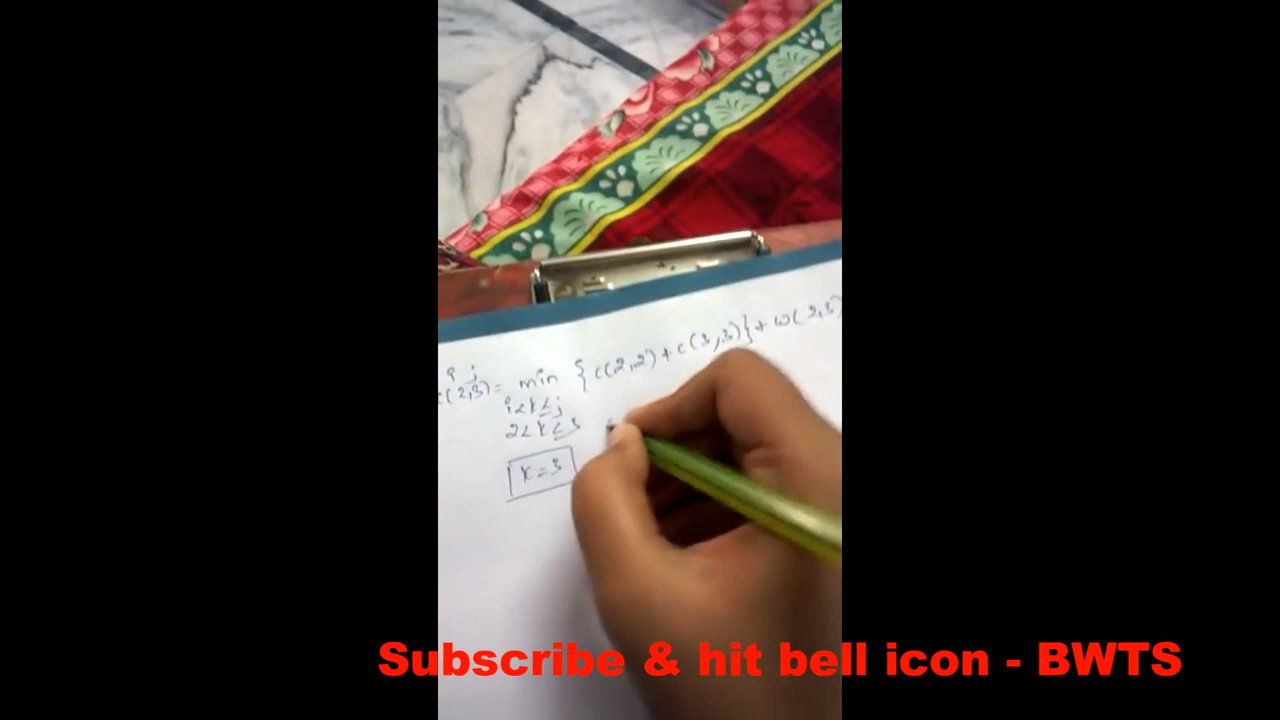 i j
c(2,3) = min {c(2,2) + c(3,3)} + w(2,3)
i<k≤j
2<k≤3
k=3
Subscribe & hit bell icon - BWTS